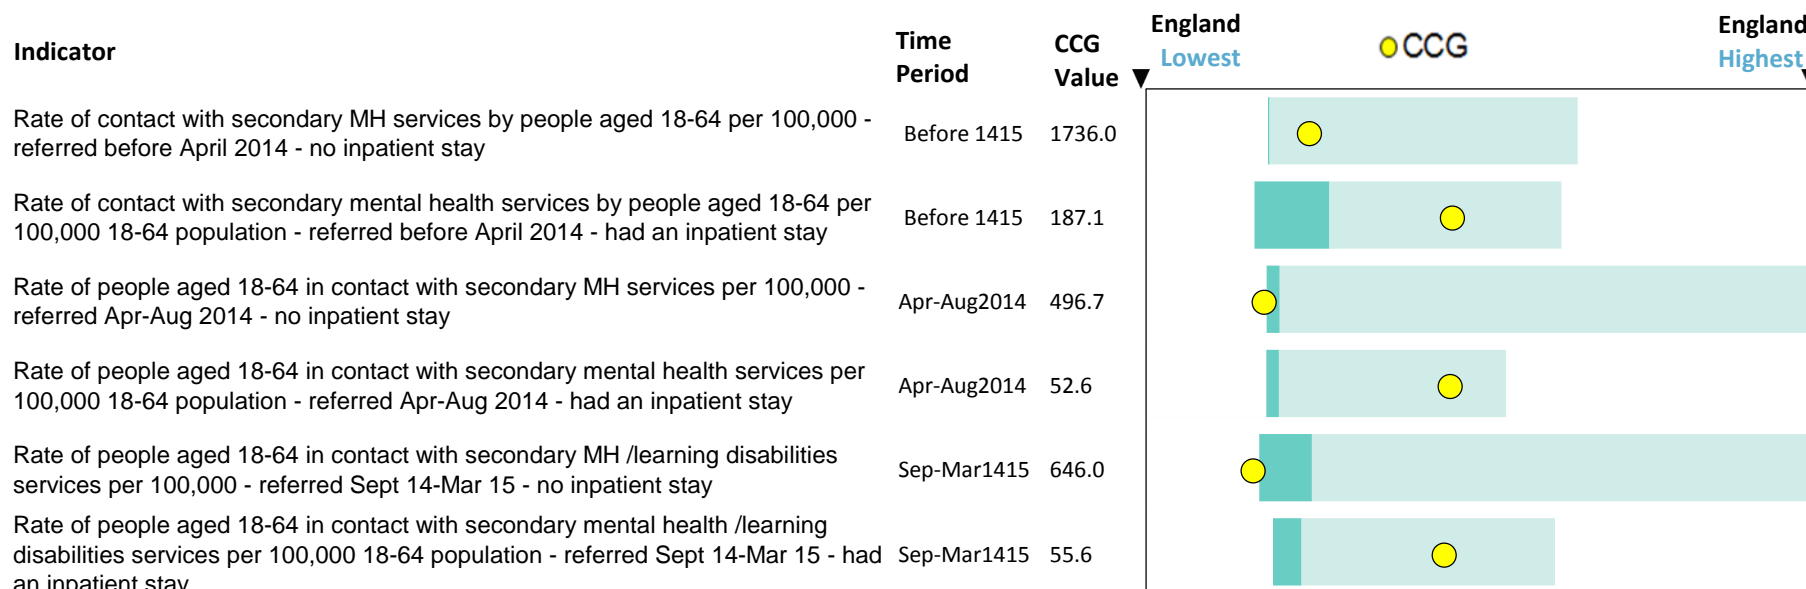 Indicator
Time Period
CCG Value
England Lowest
CCG
England Highest
Rate of contact with secondary MH services by people aged 18-64 per 100,000 -
referred before April 2014 - no inpatient stay
Before 1415
1736.0
Rate of contact with secondary mental health services by people aged 18-64 per
100,000 18-64 population - referred before April 2014 - had an inpatient stay
Before 1415
187.1
Rate of people aged 18-64 in contact with secondary MH services per 100,000 -
referred Apr-Aug 2014 - no inpatient stay
Apr-Aug2014
496.7
Rate of people aged 18-64 in contact with secondary mental health services per
100,000 18-64 population - referred Apr-Aug 2014 - had an inpatient stay
Apr-Aug2014
52.6
Rate of people aged 18-64 in contact with secondary MH /learning disabilities
services per 100,000 - referred Sept 14-Mar 15 - no inpatient stay
Sep-Mar1415
646.0
Rate of people aged 18-64 in contact with secondary mental health /learning
disabilities services per 100,000 18-64 population - referred Sept 14-Mar 15 - had
an inpatient stay
Sep-Mar1415
55.6